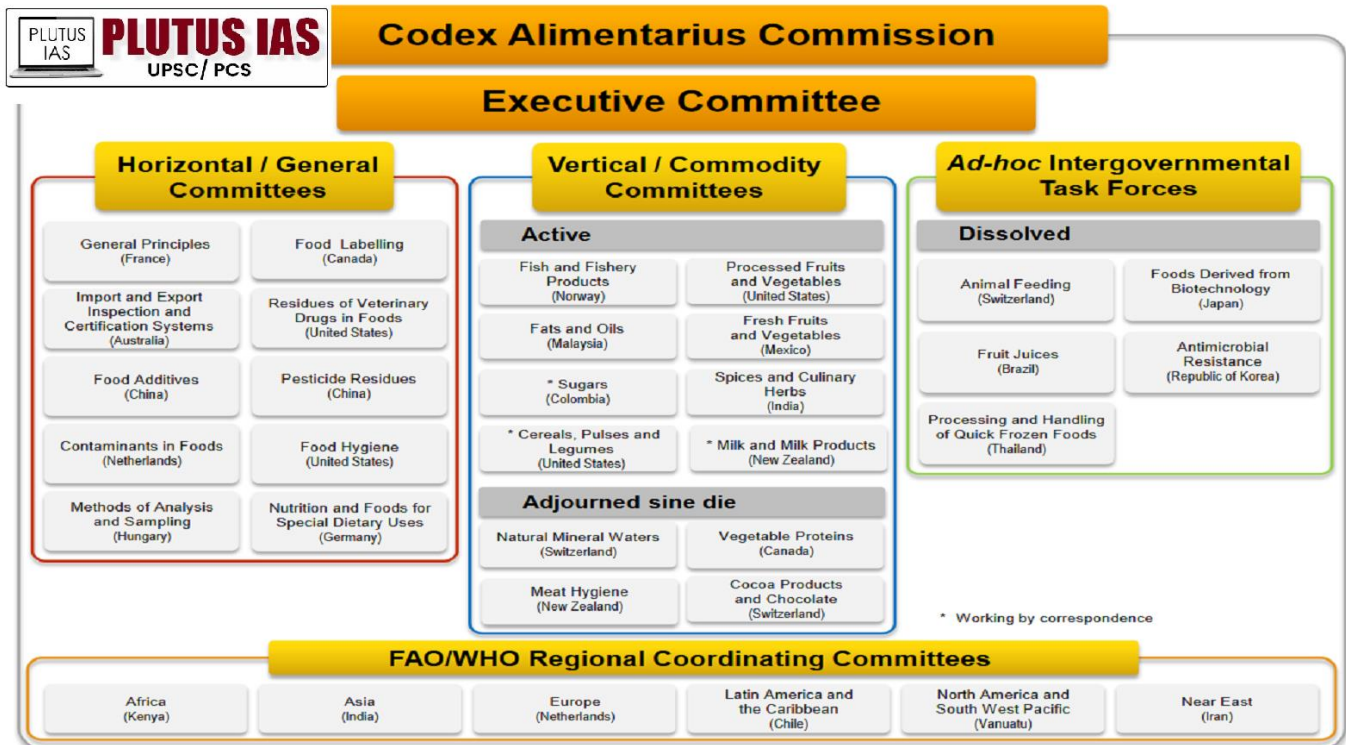 PLUTUS
IAS
PLUTUS IAS
UPSC/ PCS
Codex Alimentarius Commission
Executive Committee
Horizontal / General
Committees
General Principles
(France)
Food Labelling
(Canada)
Import and Export
Inspection and
Certification Systems
(Australia)
Residues of Veterinary
Drugs in Foods
(United States)
Food Additives
(China)
Pesticide Residues
(China)
Contaminants in Foods
(Netherlands)
Food Hygiene
(United States)
Methods of Analysis
and Sampling
(Hungary)
Nutrition and Foods for
Special Dietary Uses
(Germany)
Vertical / Commodity
Committees
Active
Fish and Fishery
Products
(Norway)
Processed Fruits
and Vegetables
(United States)
Fats and Oils
(Malaysia)
Fresh Fruits
and Vegetables
(Mexico)
* Sugars
(Colombia)
Spices and Culinary
Herbs
(India)
* Cereals, Pulses and
Legumes
(United States)
* Milk and Milk Products
(New Zealand)
Adjourned sine die
Natural Mineral Waters
(Switzerland)
Vegetable Proteins
(Canada)
Meat Hygiene
(New Zealand)
Cocoa Products
and Chocolate
(Switzerland)
Ad-hoc Intergovernmental
Task Forces
Dissolved
Animal Feeding
(Switzerland)
Foods Derived from
Biotechnology
(Japan)
Fruit Juices
(Brazil)
Antimicrobial
Resistance
(Republic of Korea)
Processing and Handling
of Quick Frozen Foods
(Thailand)
* Working by correspondence
FAO/WHO Regional Coordinating Committees
Africa
(Kenya)
Asia
(India)
Europe
(Netherlands)
Latin America and
the Caribbean
(Chile)
North America and
South West Pacific
(Vanuatu)
Near East
(Iran)